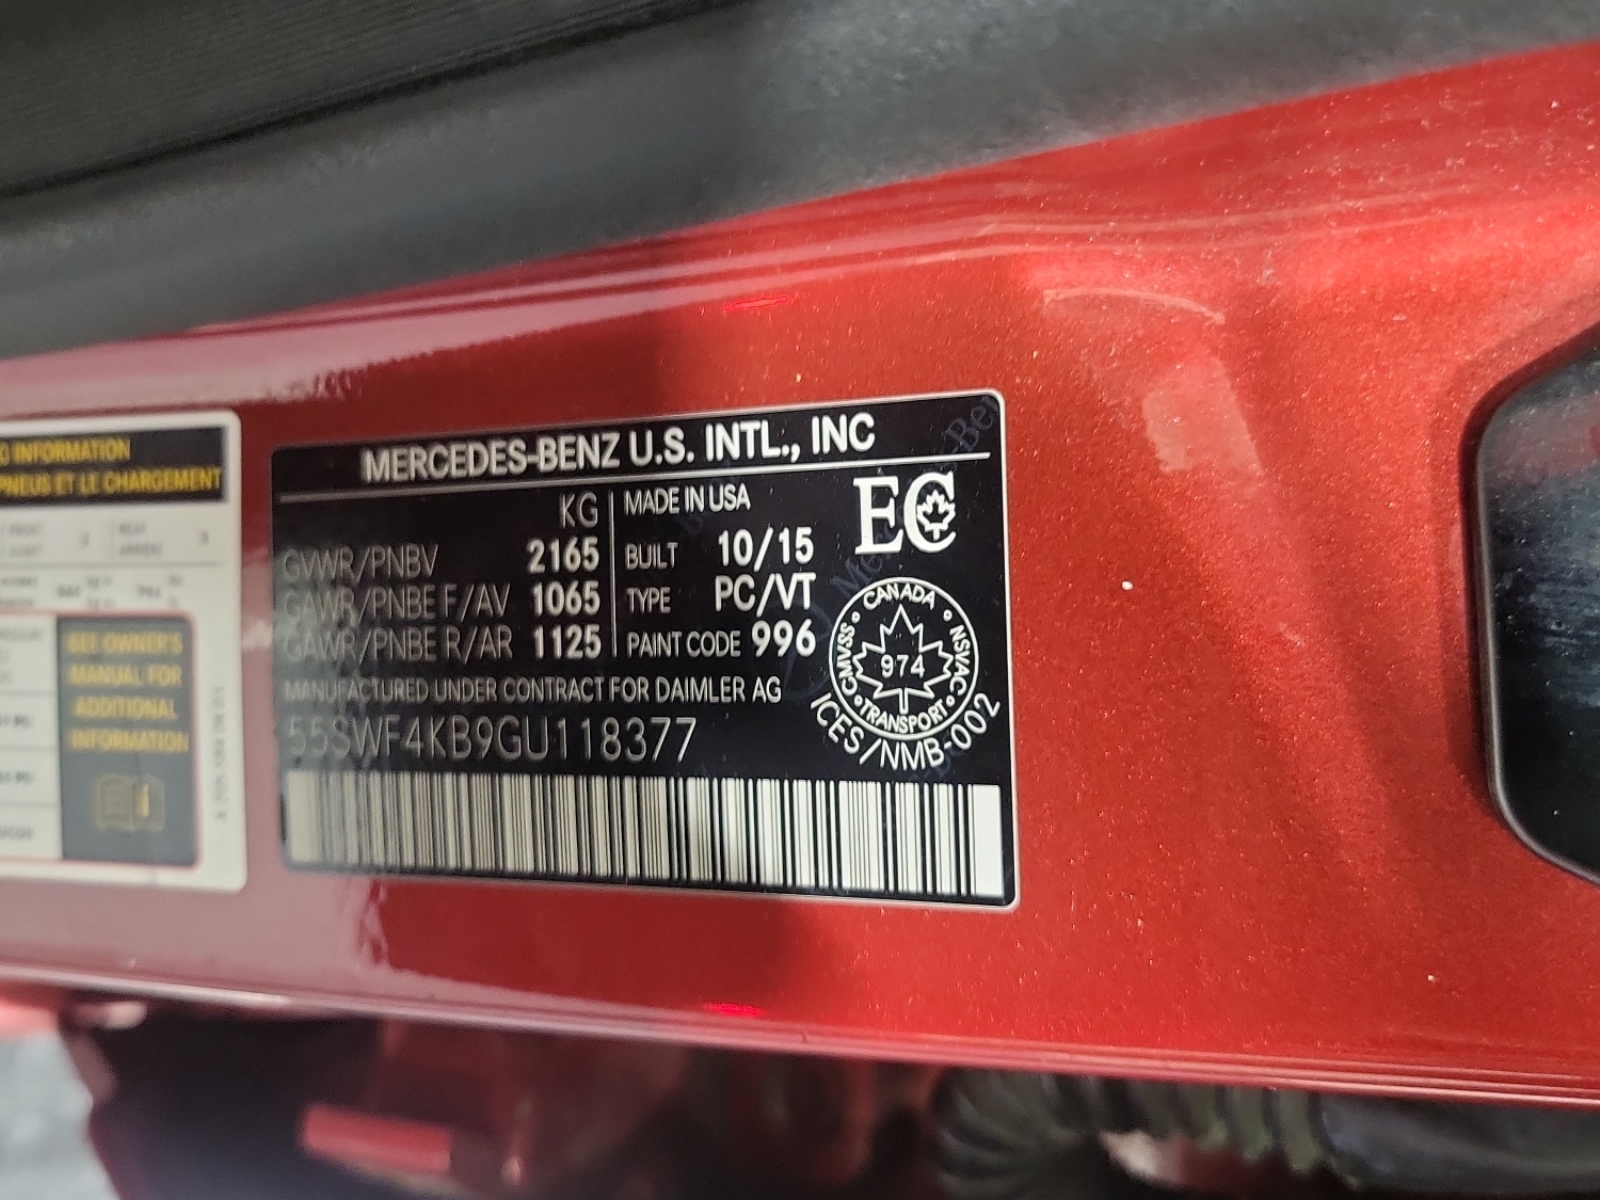 G INFORMATION
PNEUS ET LE CHARGEMENT
SEE OWNER'S
MANUAL FOR
ADDITIONAL
INFORMATION
MERCEDES-BENZ U.S. INTL., INC
KG
GVWR/PNBV 2165
GAWR/PNBE F/AV 1065
GAWR/PNBE R/AR 1125
MADE IN USA
BUILT 10/15
TYPE PC/VT
PAINT CODE 996
EC
CANADA
CMVSS
NSVAC
974
TRANSPORT
ICES/NMB-002
MANUFACTURED UNDER CONTRACT FOR DAIMLER AG
55SWF4KB9GU118377